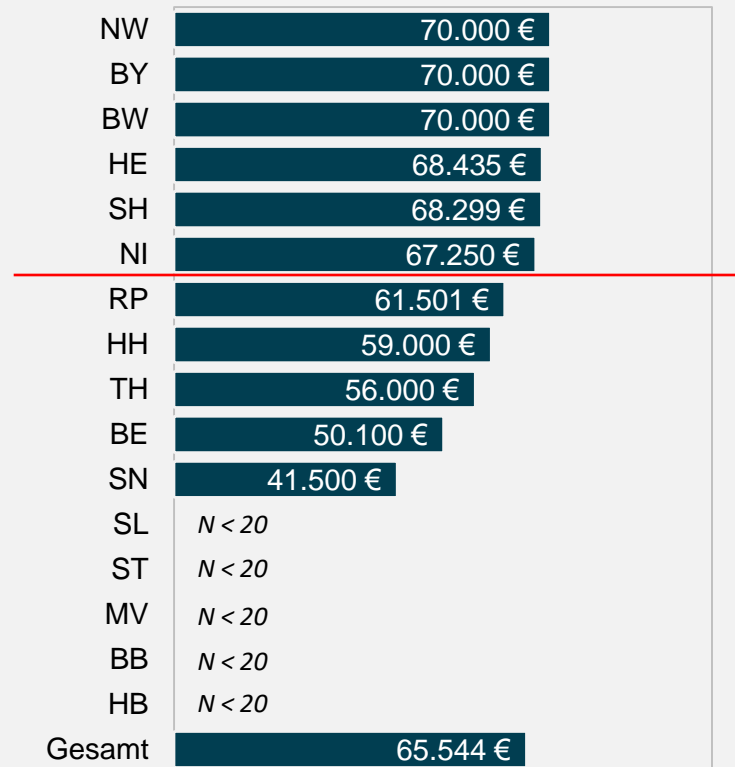 NW 70.000 €
BY 70.000 €
BW 70.000 €
HE 68.435 €
SH 68.299 €
NI 67.250 €
RP 61.501 €
HH 59.000 €
TH 56.000 €
BE 50.100 €
SN 41.500 €
SL N < 20
ST N < 20
MV N < 20
BB N < 20
HB N < 20
Gesamt 65.544 €